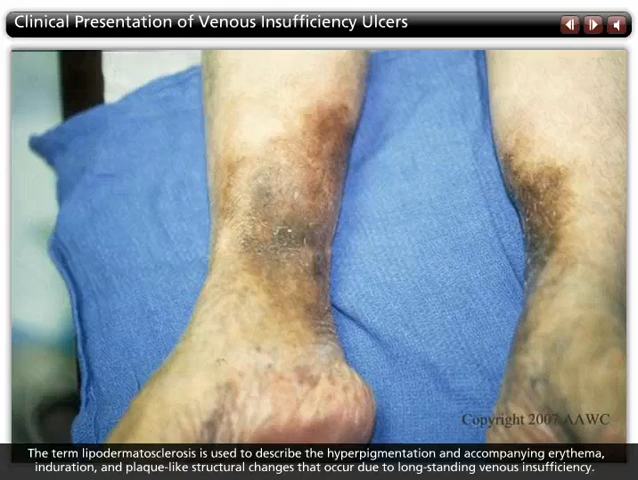 Clinical Presentation of Venous Insufficiency Ulcers
Copyright 2007 AAWC
The term lipodermatosclerosis is used to describe the hyperpigmentation and accompanying erythema,
induration, and plaque-like structural changes that occur due to long-standing venous insufficiency.